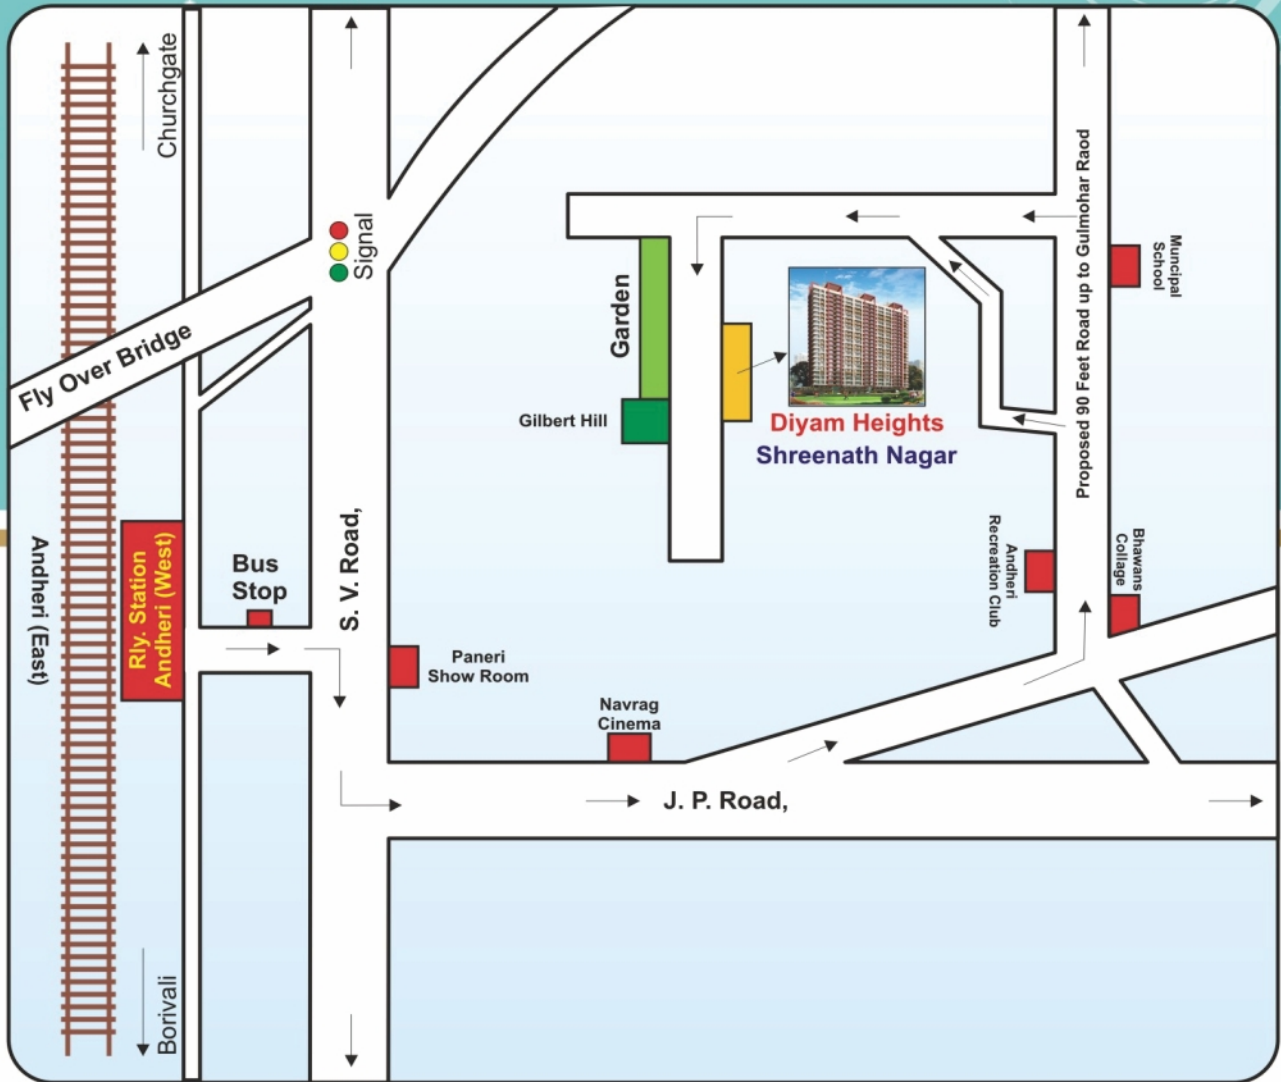 Churchgate
Signal
Fly Over Bridge
Garden
Gilbert Hill
Diyam Heights
Shreenath Nagar
Proposed 90 Feet Road up to Gulmohar Raod
Muncipal
School
Andheri (East)
Rly. Station
Andheri (West)
Bus
Stop
S. V. Road,
Paneri
Show Room
Navrag
Cinema
Andheri
Recreation Club
Bhawans
Collage
J. P. Road,
Borivali